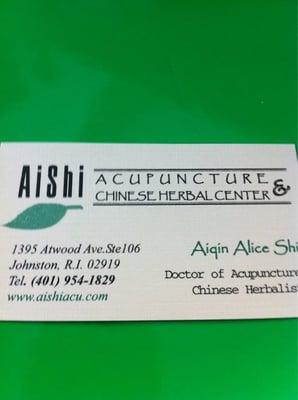 AiShi
ACUPUNCTURE &
CHINESE HERBAL CENTER
1395 Atwood Ave.Ste106
Johnston, R.I. 02919
Tel. (401) 954-1829
www.aishiacu.com
Aiqin Alice Shi
Doctor of Acupuncture
Chinese Herbalis